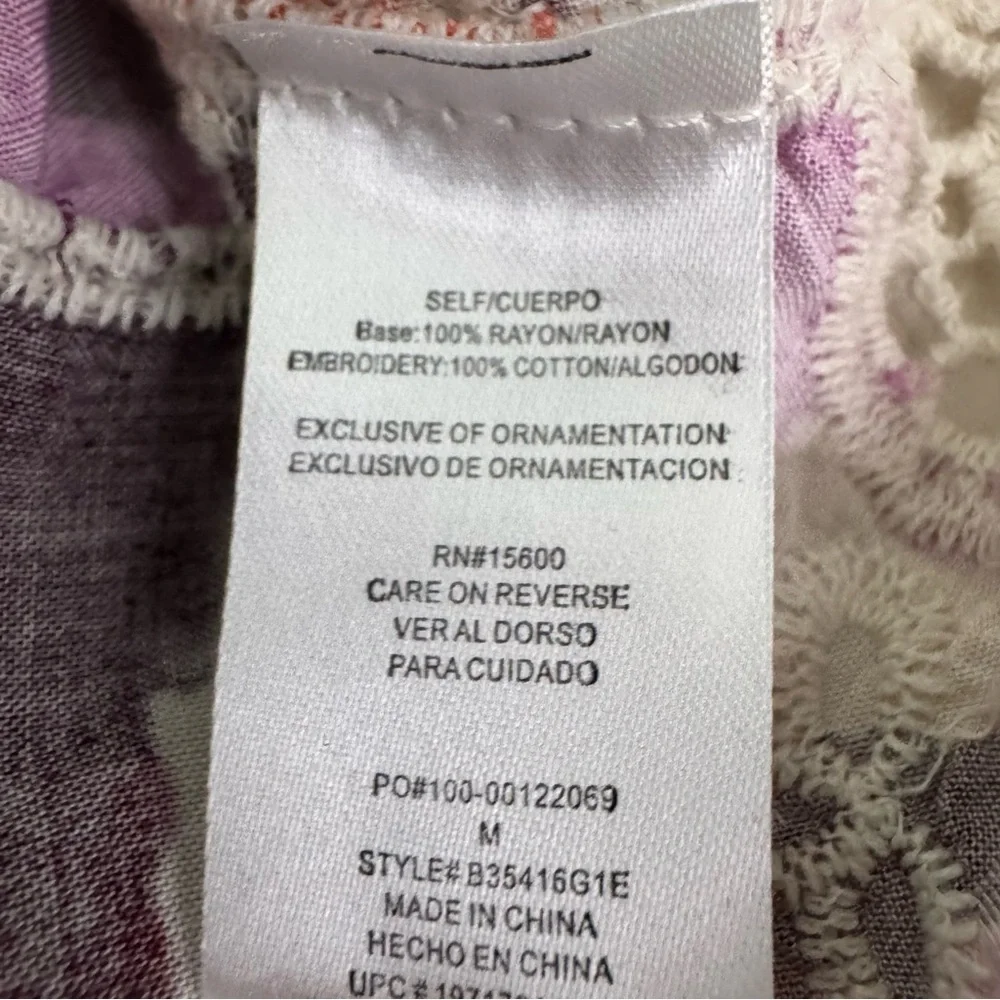 SELF/CUERPO
Base:100% RAYON/RAYON
EMBROIDERY:100% COTTON/ALGODON
EXCLUSIVE OF ORNAMENTATION
EXCLUSIVO DE ORNAMENTACION
RN#15600
CARE ON REVERSE
VER AL DORSO
PARA CUIDADO
PO#100-00122069
M
STYLE# B35416G1E
MADE IN CHINA
HECHO EN CHINA
UPC #